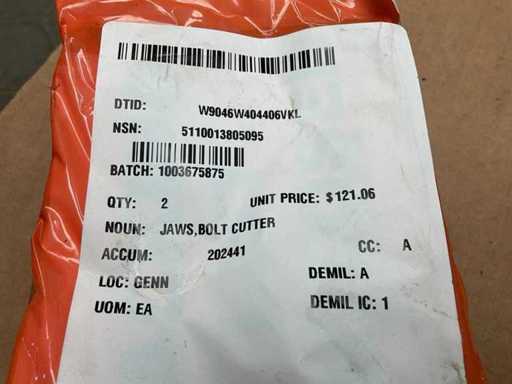 DTID: W9046W404406VKL
NSN: 5110013805095
BATCH: 1003675875
QTY: 2 UNIT PRICE: $121.06
NOUN: JAWS,BOLT CUTTER
ACCUM: 202441 CC: A
LOC: GENN DEMIL: A
UOM: EA DEMIL IC: 1